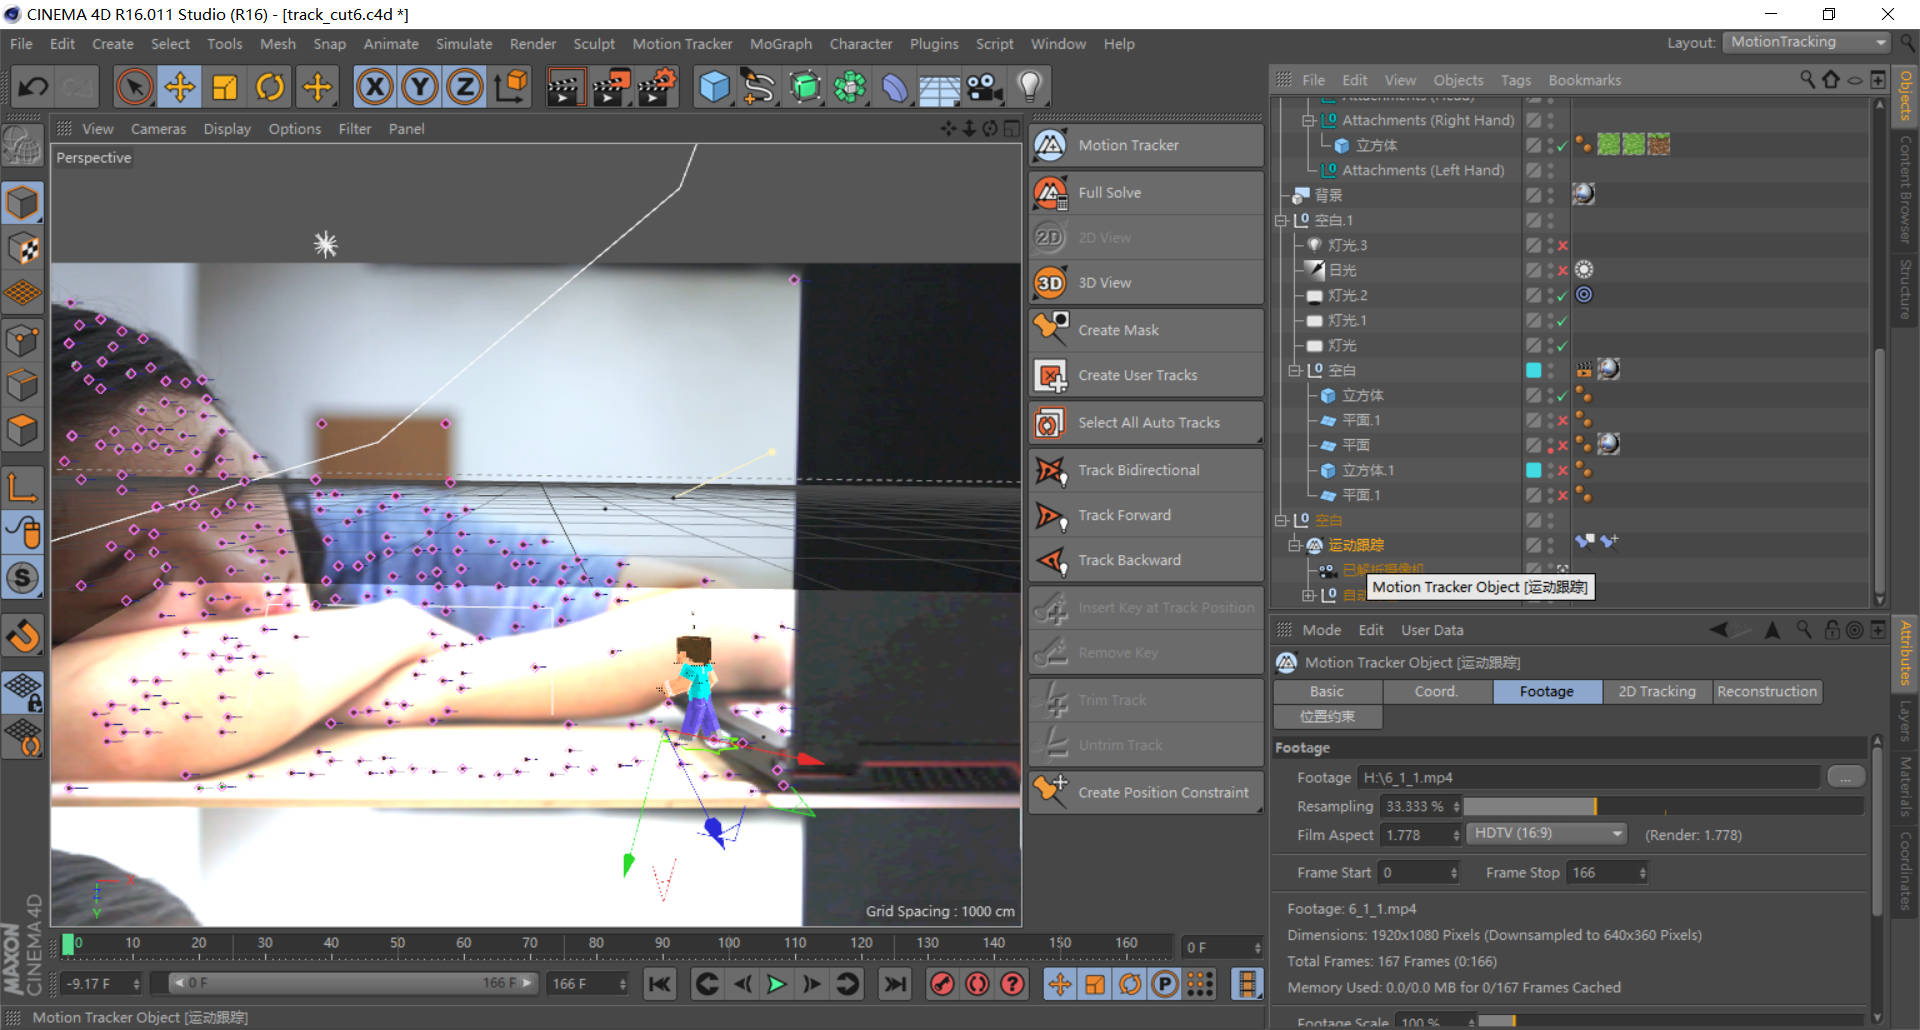 CINEMA 4D R16.011 Studio (R16) - [track_cut6.c4d *]
File Edit Create Select Tools Mesh Snap Animate Simulate Render Sculpt Motion Tracker MoGraph Character Plugins Script Window Help
Layout: MotionTracking
X Y Z
File Edit View Objects Tags Bookmarks
View Cameras Display Options Filter Panel
Perspective
Grid Spacing : 1000 cm
Motion Tracker
Full Solve
2D 2D View
3D 3D View
Create Mask
Create User Tracks
Select All Auto Tracks
Track Bidirectional
Track Forward
Track Backward
Insert Key at Track Position
Remove Key
Trim Track
Untrim Track
Create Position Constraint
Attachments (Head)
Attachments (Right Hand)
立方体
Attachments (Left Hand)
背景
空白.1
灯光.3
日光
灯光.2
灯光.1
灯光
空白
立方体
平面.1
平面
立方体.1
平面.1
空白
运动跟踪
已解析摄像机
Motion Tracker Object [运动跟踪]
Objects
Content Browser
Structure
Mode Edit User Data
Motion Tracker Object [运动跟踪]
Basic Coord. Footage 2D Tracking Reconstruction
位置约束
Footage
Footage H:\6_1_1.mp4 ...
Resampling 33.333 %
Film Aspect 1.778 HDTV (16:9) (Render: 1.778)
Frame Start 0 Frame Stop 166
Footage: 6_1_1.mp4
Dimensions: 1920x1080 Pixels (Downsampled to 640x360 Pixels)
Total Frames: 167 Frames (0:166)
Memory Used: 0.0/0.0 MB for 0/167 Frames Cached
Footage Scale 100 %
Attributes
Layers
Materials
Coordinates
0 10 20 30 40 50 60 70 80 90 100 110 120 130 140 150 160 0 F
-9.17 F 0 F 166 F 166 F
P
X
Y
S
MAXON
CINEMA 4D
Motion Tracker Object [运动跟踪]